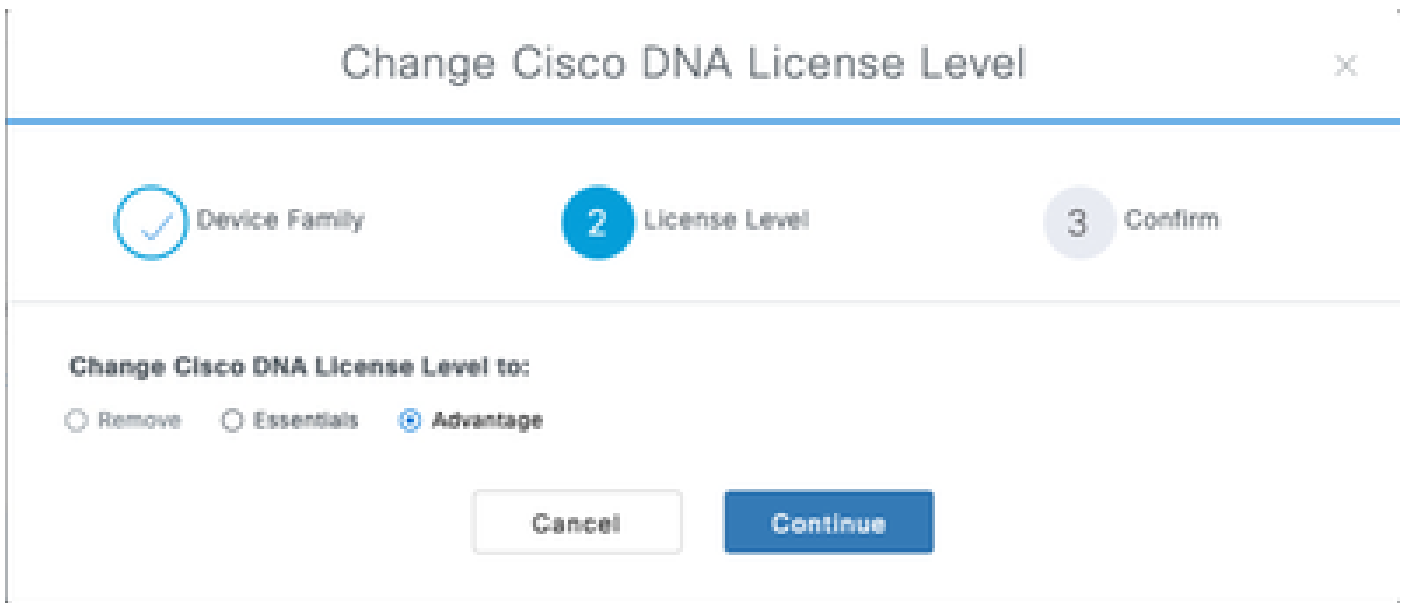 Change Cisco DNA License Level
Device Family
2 License Level
3 Confirm
Change Cisco DNA License Level to:
Remove Essentials Advantage
Cancel Continue